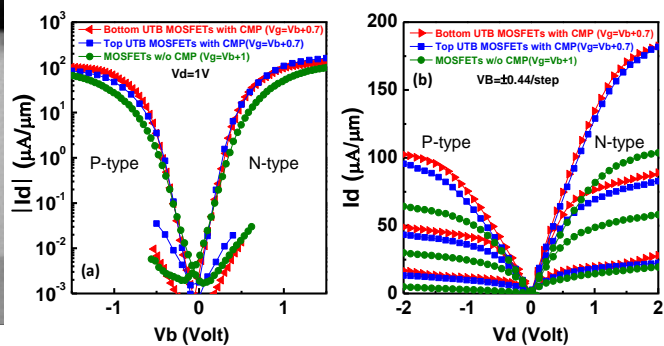 Bottom UTB MOSFETs with CMP (Vg=Vb+0.7)
Top UTB MOSFETs with CMP(Vg=Vb+0.7)
MOSFETs w/o CMP(Vg=Vb+1)
Vd=1V
P-type
N-type
(a)
|Id| (μA/μm)
10³
10²
10¹
10⁰
10⁻¹
10⁻²
10⁻³
-1 0 1
Vb (Volt)
Bottom UTB MOSFETs with CMP (Vg=Vb+0.7)
Top UTB MOSFETs with CMP(Vg=Vb+0.7)
MOSFETs w/o CMP(Vg=Vb+1)
(b)
VB=±0.44/step
P-type
N-type
Id (μA/μm)
200
150
100
50
0
-2 -1 0 1 2
Vd (Volt)